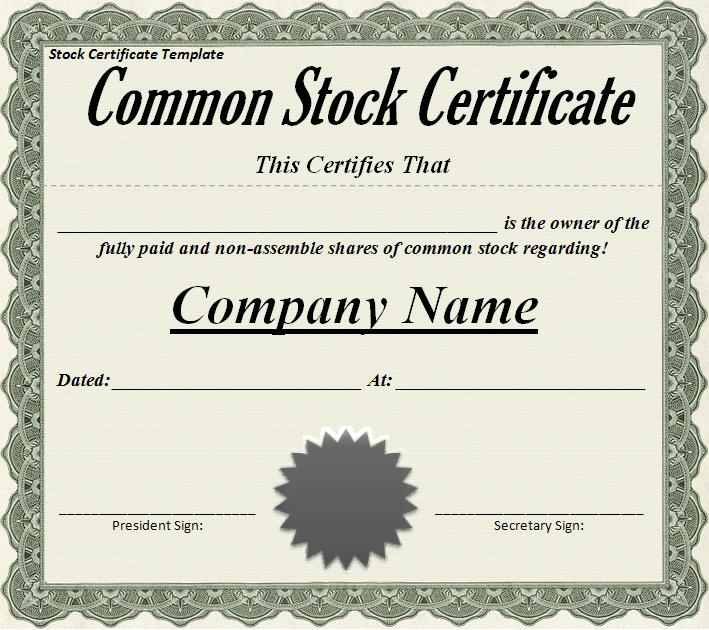 Stock Certificate Template
Common Stock Certificate
This Certifies That
is the owner of the
fully paid and non-assemble shares of common stock regarding!
Company Name
Dated: At:
President Sign: Secretary Sign: